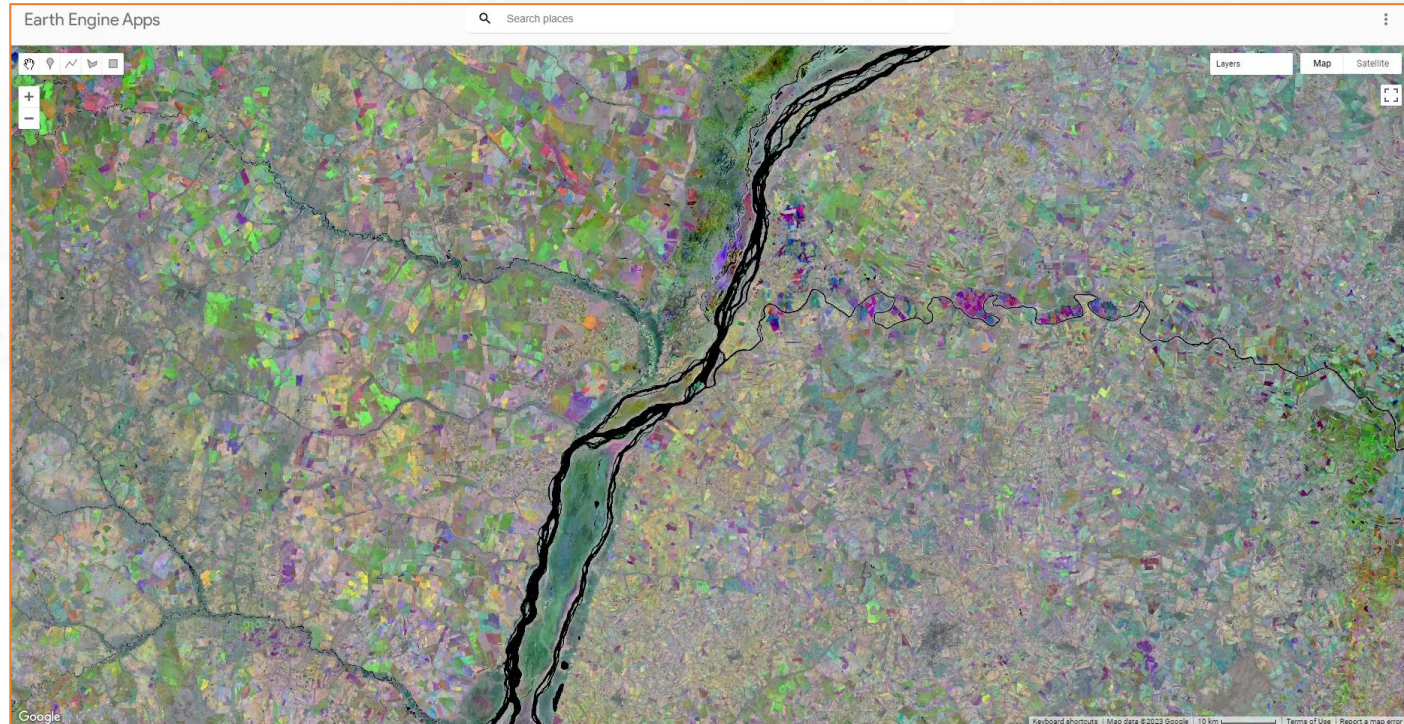 Earth Engine Apps
Search places
Layers
Map
Satellite
+
−
Google
Keyboard shortcuts
Map data ©2023 Google
10 km
Terms of Use
Report a map error